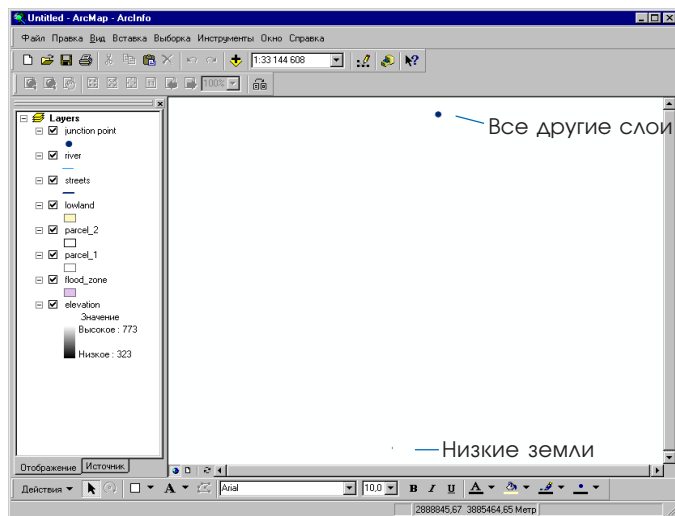 Untitled - ArcMap - ArcInfo
Файл Правка Вид Вставка Выборка Инструменты Окно Справка
1:33 144 608
100%
Layers
junction point
river
streets
lowland
parcel_2
parcel_1
flood_zone
elevation
Значение
Высокое : 773
Низкое : 323
Все другие слои
Низкие земли
Отображение Источник
Действия A Arial 10,0 B I U A
2888845,67 3885464,65 Метр